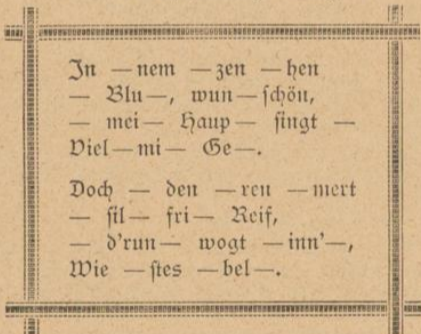 In — nem — zen — hen
— Blu —, wun — schön,
— mei — Haup — singt —
Viel — mi — Ge —.
Doch — den — ren — mert
— sil — fri — Reif,
— d'run — wogt — inn' —,
Wie — stes — bel —.